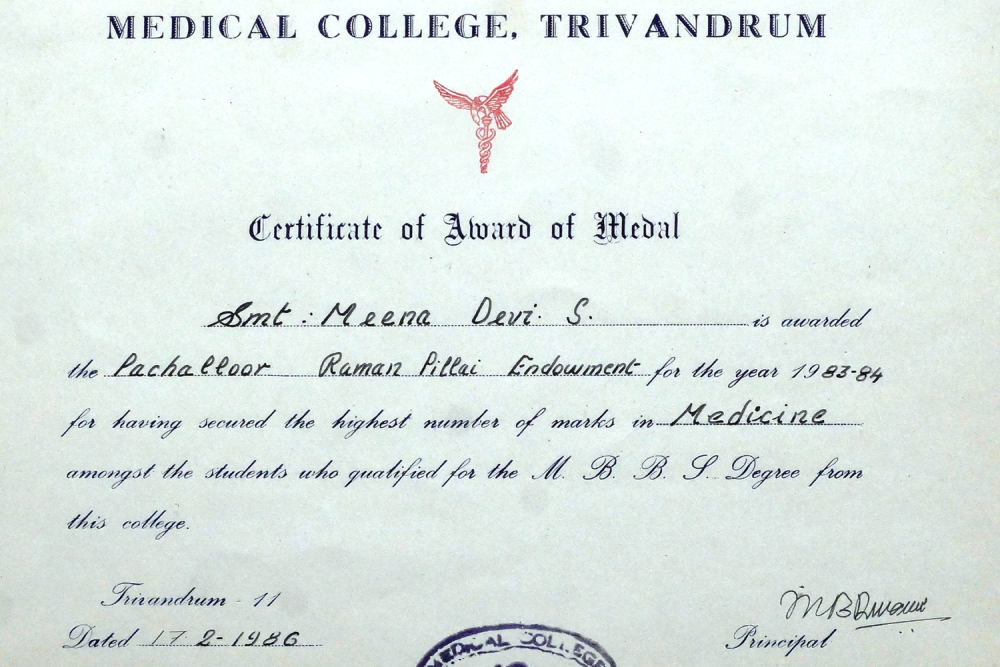 MEDICAL COLLEGE, TRIVANDRUM
Certificate of Award of Medal
Smt: Meena Devi. S. is awarded
the Pachalloor Raman Pillai Endowment for the year 1983-84
for having secured the highest number of marks in Medicine
amongst the students who qualified for the M. B. B. S. Degree from
this college.
Trivandrum - 11
Dated 17.2-1986
Principal
MEDICAL COLLEGE